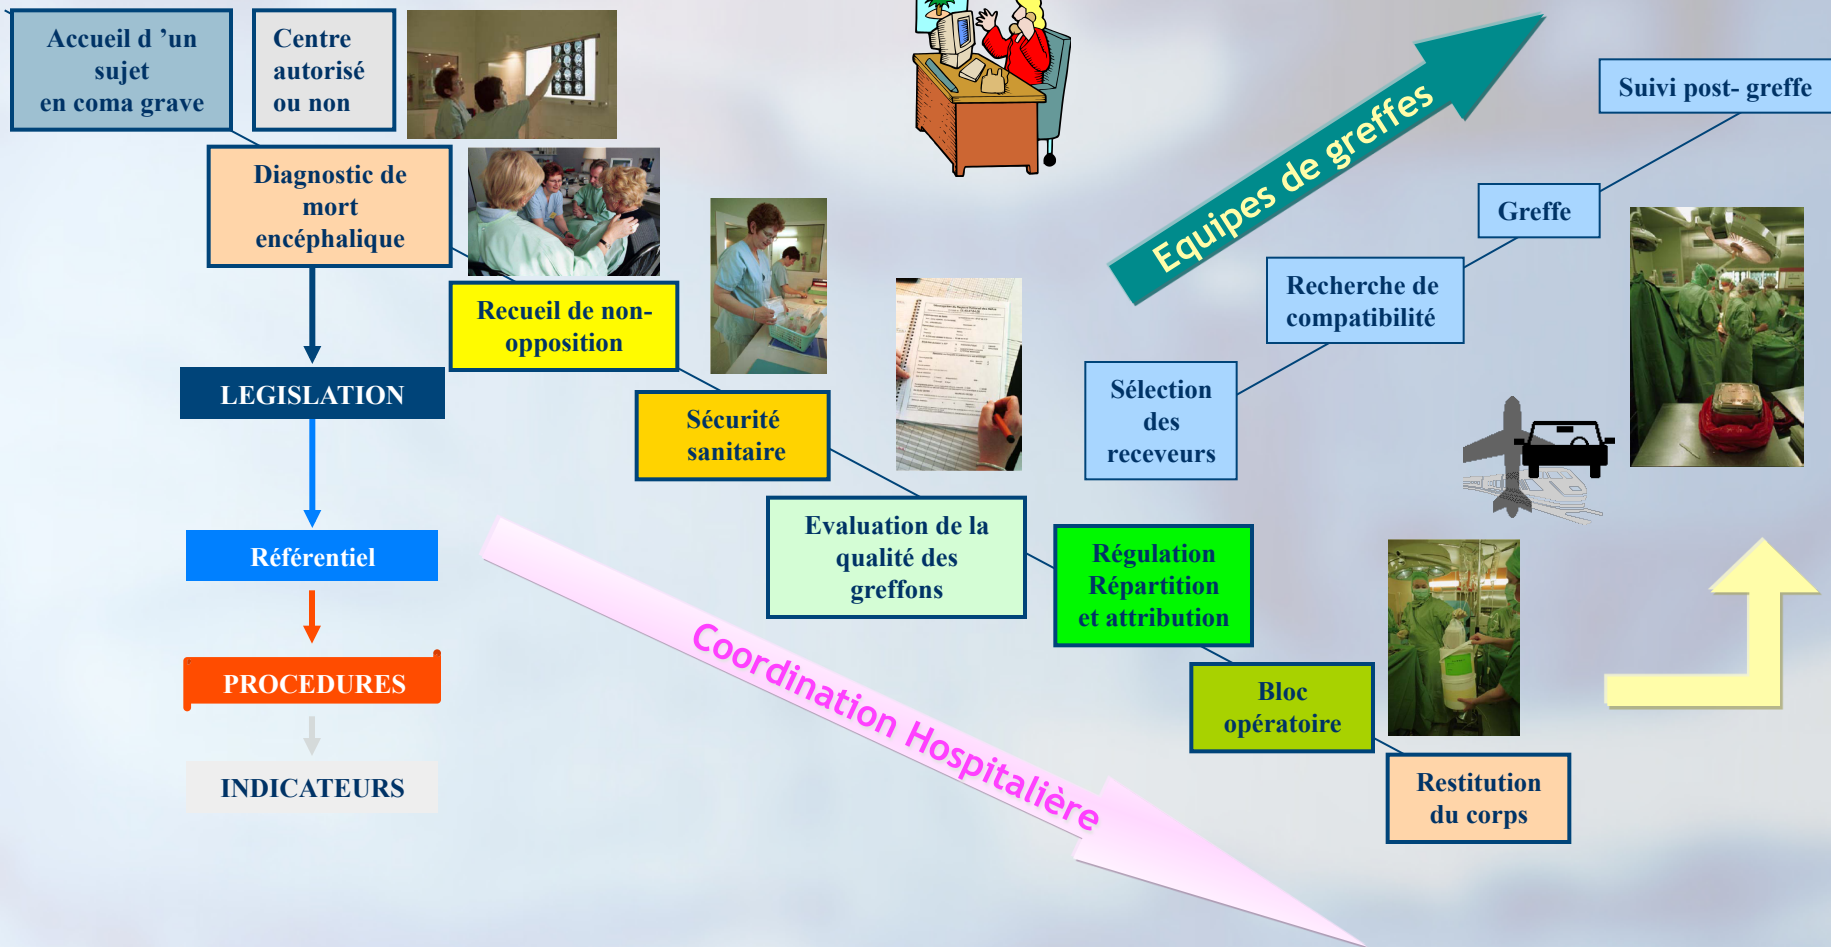 Accueil d ’un
sujet
en coma grave
Centre
autorisé
ou non
Diagnostic de
mort
encéphalique
Recueil de non-
opposition
Sécurité
sanitaire
Evaluation de la
qualité des
greffons
Régulation
Répartition
et attribution
Bloc
opératoire
Restitution
du corps
LEGISLATION
Référentiel
PROCEDURES
INDICATEURS
Coordination Hospitalière
Equipes de greffes
Sélection
des
receveurs
Recherche de
compatibilité
Greffe
Suivi post- greffe